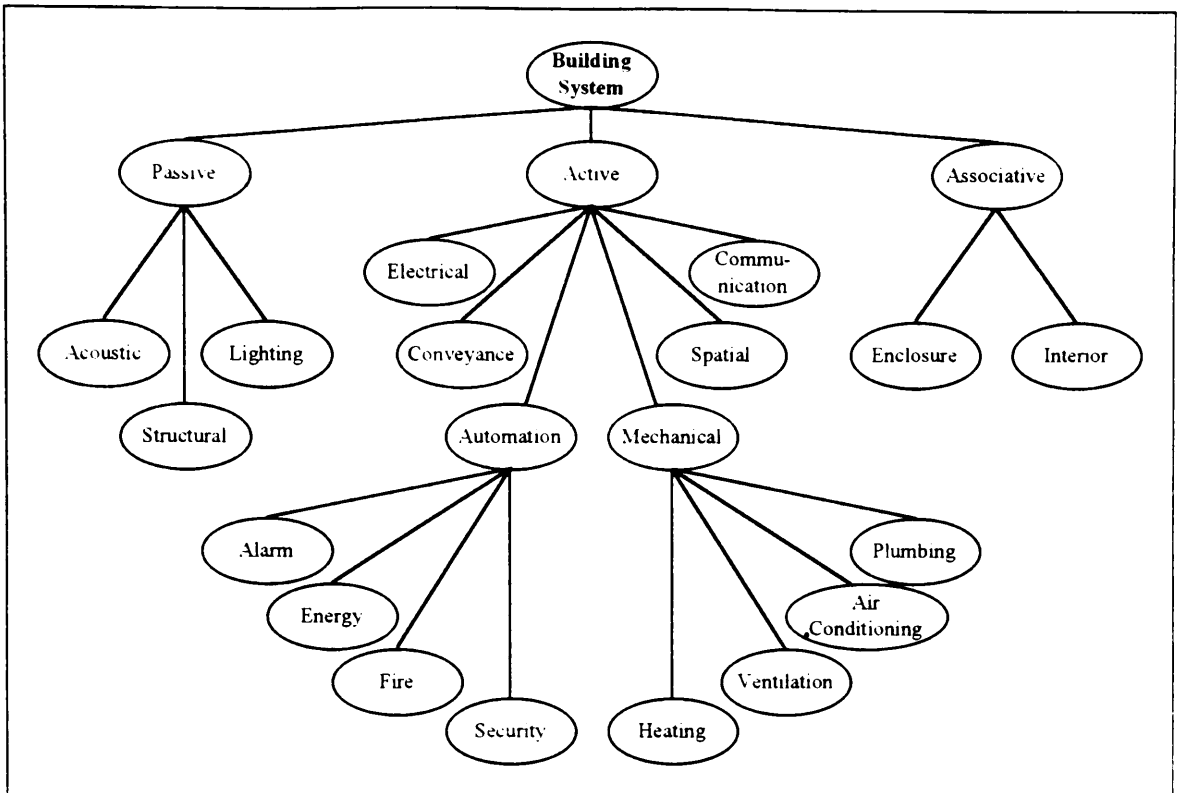 Building
System
Passive
Active
Associative
Electrical
Commu-
nication
Acoustic
Lighting
Conveyance
Spatial
Enclosure
Interior
Structural
Automation
Mechanical
Alarm
Plumbing
Energy
Air
Conditioning
Fire
Ventilation
Security
Heating